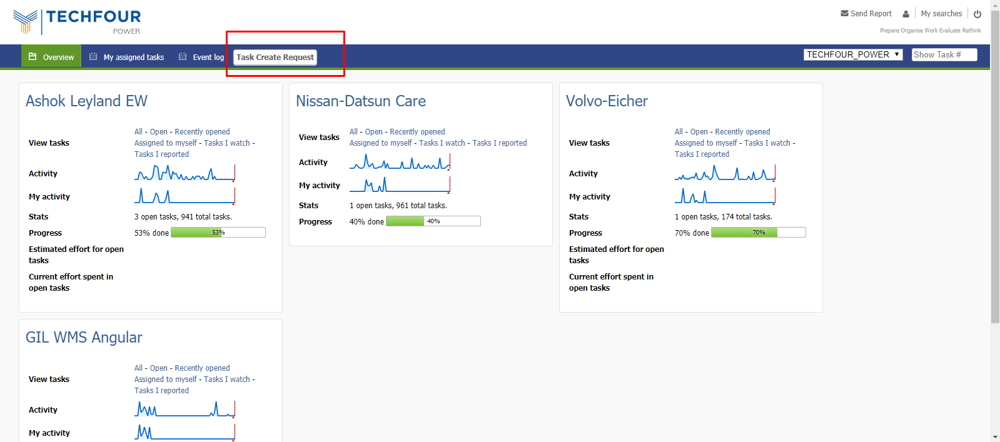 TECHFOUR
POWER
Send Report
My searches
Prepare Organise Work Evaluate Rethink
Overview
My assigned tasks
Event log
Task Create Request
TECHFOUR_POWER
Show Task #
Ashok Leyland EW
View tasks
All - Open - Recently opened
Assigned to myself - Tasks I watch -
Tasks I reported
Activity
My activity
Stats
3 open tasks, 941 total tasks.
Progress
53% done
53%
Estimated effort for open
tasks
Current effort spent in
open tasks
Nissan-Datsun Care
View tasks
All - Open - Recently opened
Assigned to myself - Tasks I watch - Tasks I reported
Activity
My activity
Stats
1 open tasks, 961 total tasks.
Progress
40% done
40%
Volvo-Eicher
View tasks
All - Open - Recently opened
Assigned to myself - Tasks I watch -
Tasks I reported
Activity
My activity
Stats
1 open tasks, 174 total tasks.
Progress
70% done
70%
Estimated effort for open
tasks
Current effort spent in
open tasks
GIL WMS Angular
View tasks
All - Open - Recently opened
Assigned to myself - Tasks I watch -
Tasks I reported
Activity
My activity